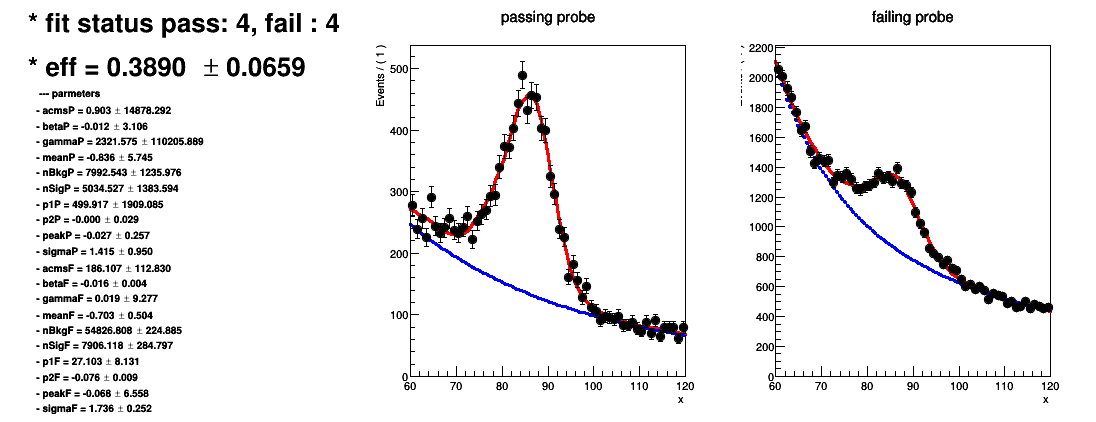 * fit status pass: 4, fail : 4
* eff = 0.3890 ± 0.0659
--- parmeters
- acmsP = 0.903 ± 14878.292
- betaP = -0.012 ± 3.106
- gammaP = 2321.575 ± 110205.889
- meanP = -0.836 ± 5.745
- nBkgP = 7992.543 ± 1235.976
- nSigP = 5034.527 ± 1383.594
- p1P = 499.917 ± 1909.085
- p2P = -0.000 ± 0.029
- peakP = -0.027 ± 0.257
- sigmaP = 1.415 ± 0.950
- acmsF = 186.107 ± 112.830
- betaF = -0.016 ± 0.004
- gammaF = 0.019 ± 9.277
- meanF = -0.703 ± 0.504
- nBkgF = 54826.808 ± 224.885
- nSigF = 7906.118 ± 284.797
- p1F = 27.103 ± 8.131
- p2F = -0.076 ± 0.009
- peakF = -0.068 ± 6.558
- sigmaF = 1.736 ± 0.252
passing probe
Events / ( 1 )
500
400
300
200
100
0
60 70 80 90 100 110 120
x
failing probe
2200
2000
1800
1600
1400
1200
1000
800
600
400
200
0
60 70 80 90 100 110 120
x